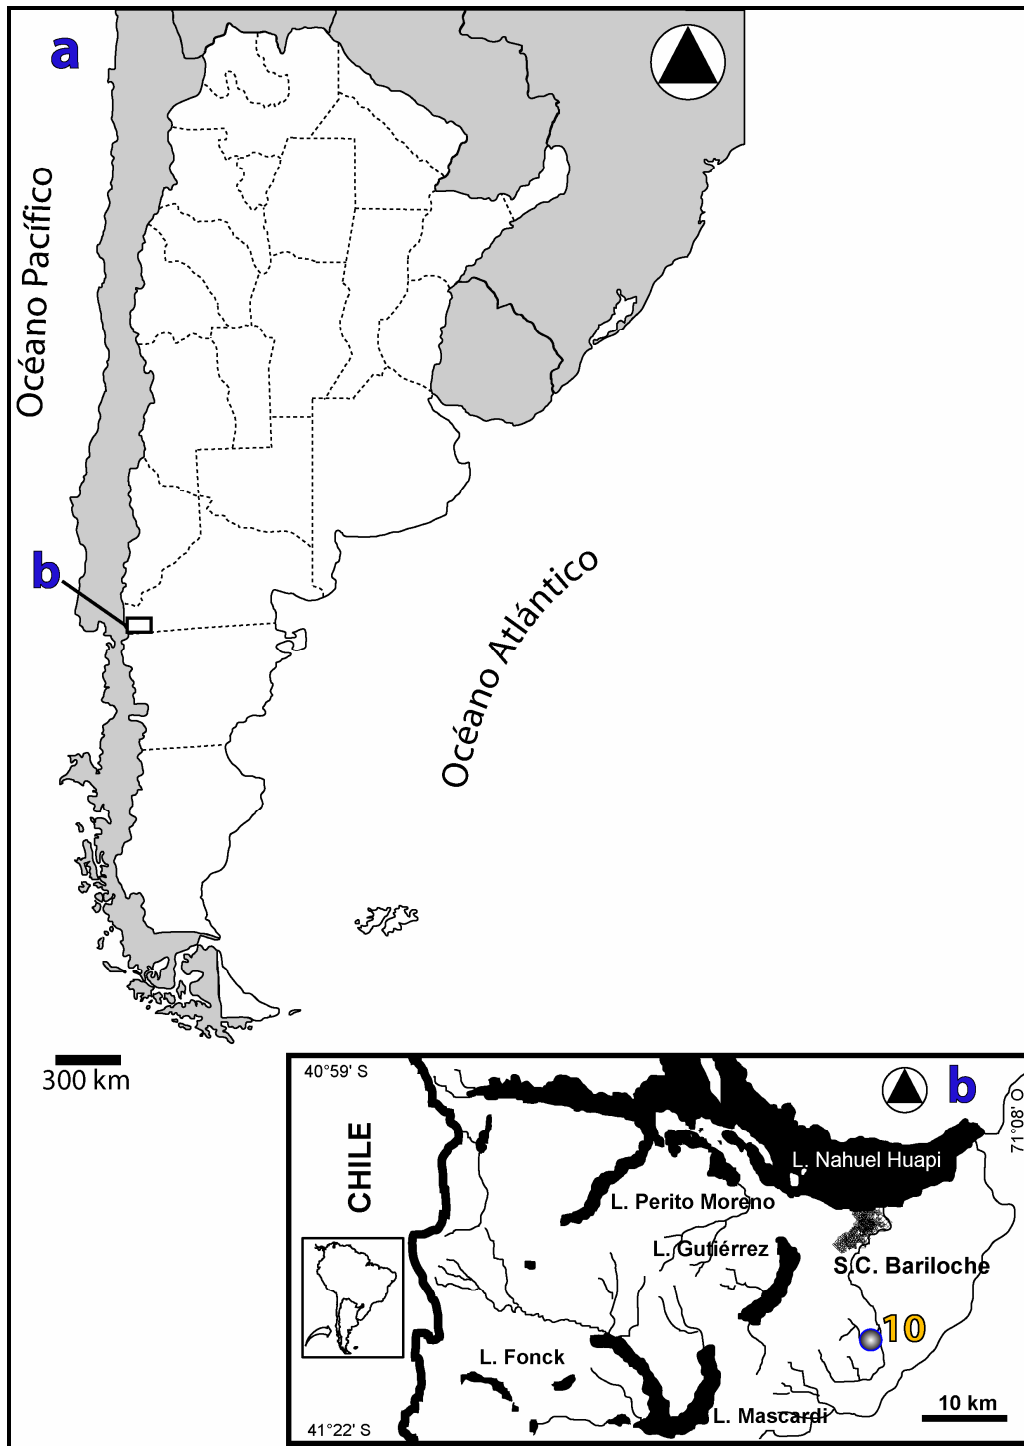 a
Océano Pacífico
b
Océano Atlántico
300 km
40°59' S
b
71°08' O
CHILE
L. Nahuel Huapi
L. Perito Moreno
L. Gutiérrez
S.C. Bariloche
10
L. Fonck
10 km
L. Mascardi
41°22' S